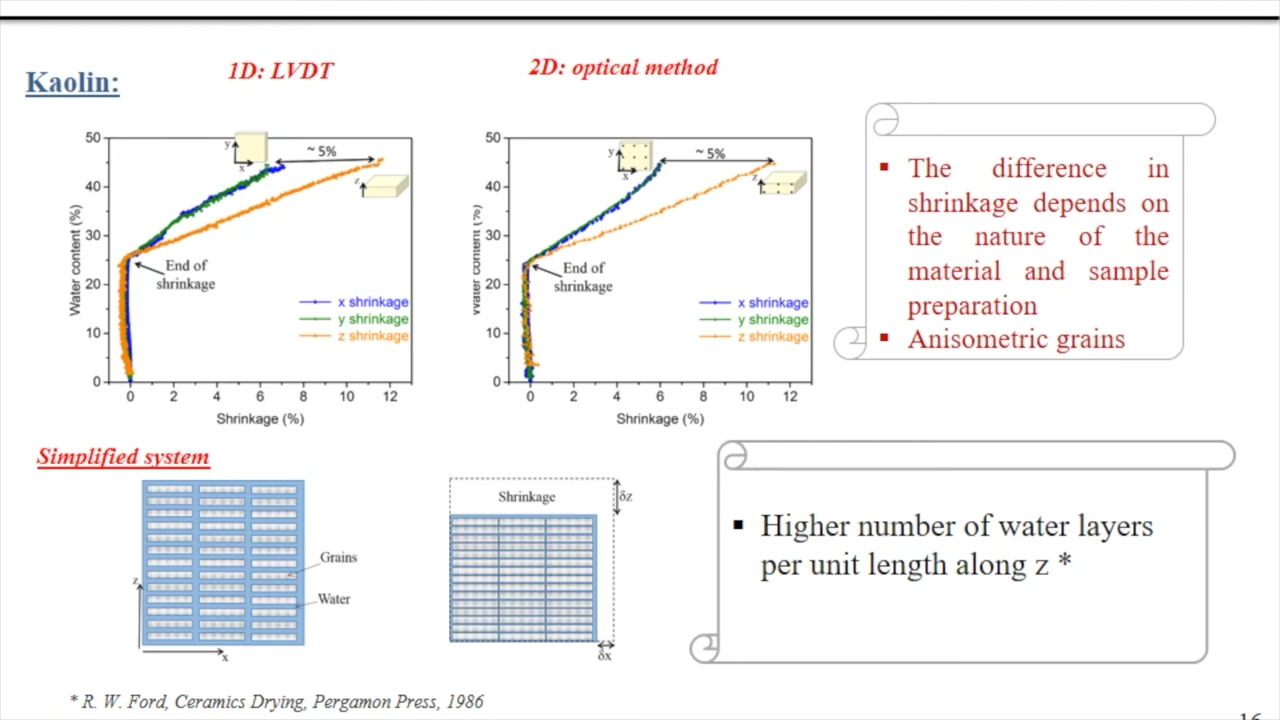 Kaolin:
1D: LVDT
2D: optical method
50
40
30
20
10
0
Water content (%)
y
x
~ 5%
z
End of
shrinkage
x shrinkage
y shrinkage
z shrinkage
0 2 4 6 8 10 12
Shrinkage (%)
50
40
30
20
10
0
Water content (%)
y
x
~ 5%
z
End of
shrinkage
x shrinkage
y shrinkage
z shrinkage
0 2 4 6 8 10 12
Shrinkage (%)
▪ The difference in
shrinkage depends on
the nature of the
material and sample
preparation
▪ Anisometric grains
Simplified system
z
x
Grains
Water
Shrinkage
δz
δx
▪ Higher number of water layers
per unit length along z *
* R. W. Ford, Ceramics Drying, Pergamon Press, 1986
16